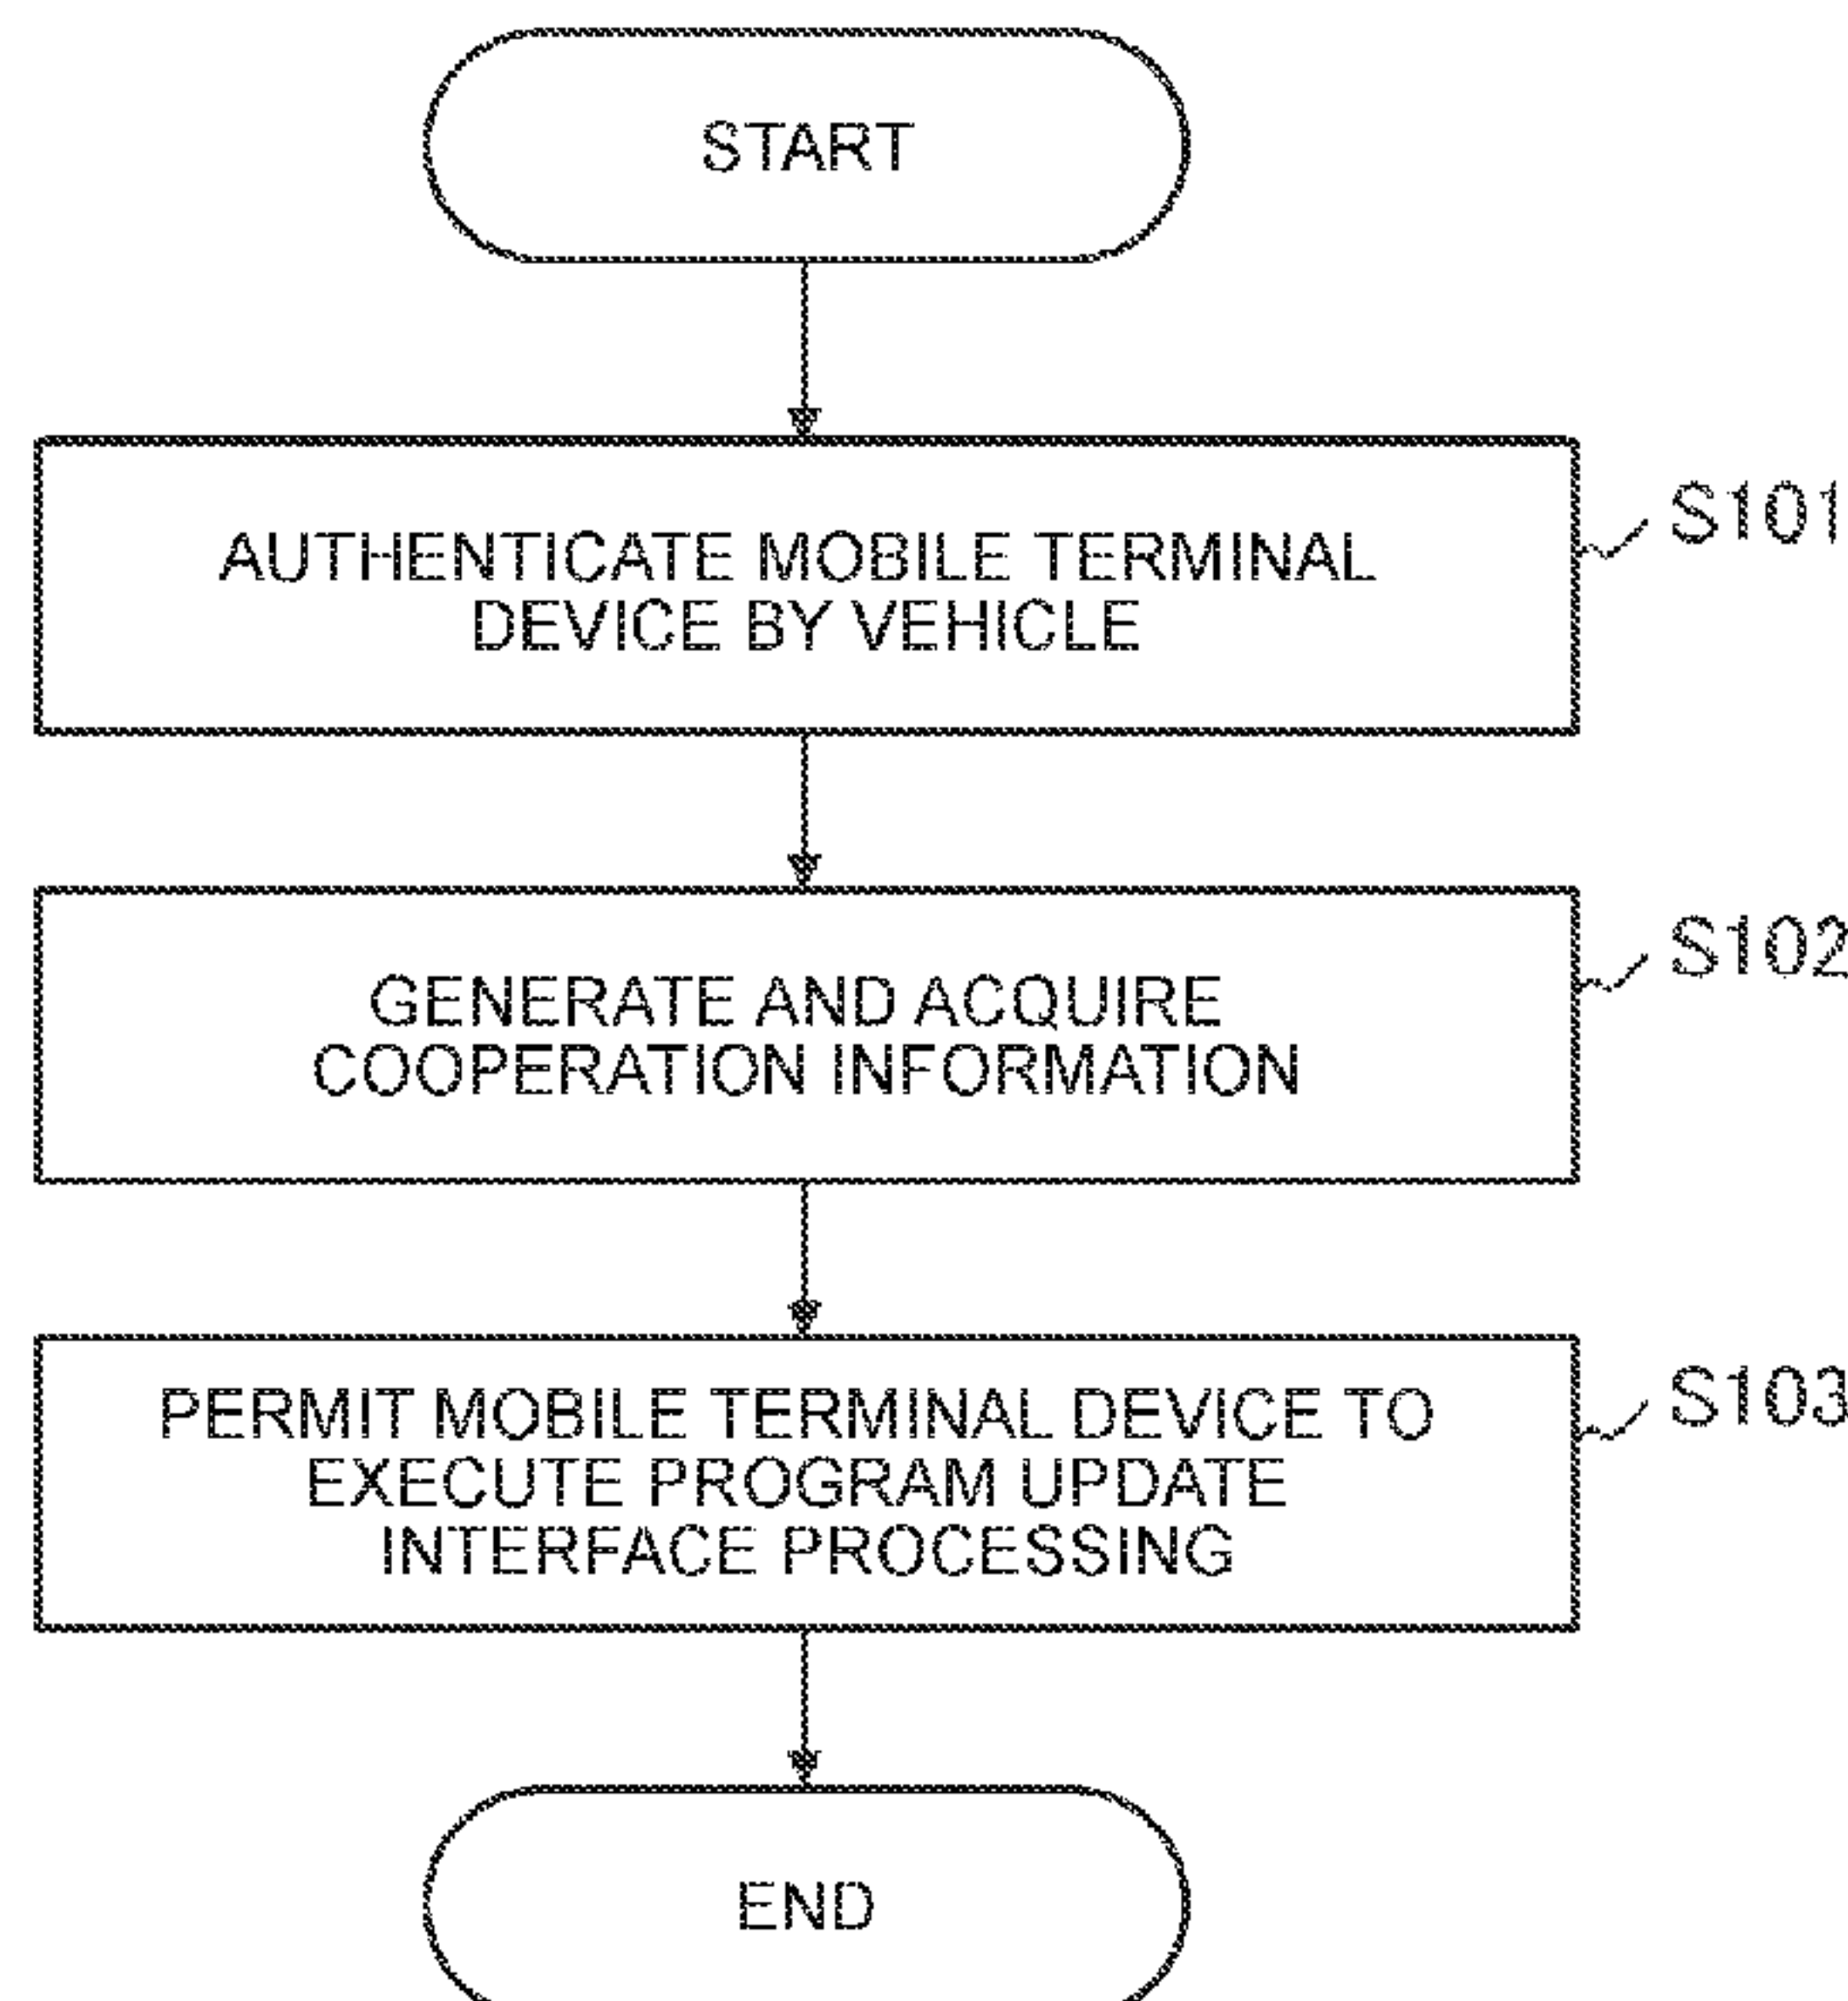 START
AUTHENTICATE MOBILE TERMINAL
DEVICE BY VEHICLE
S101
GENERATE AND ACQUIRE
COOPERATION INFORMATION
S102
PERMIT MOBILE TERMINAL DEVICE TO
EXECUTE PROGRAM UPDATE
INTERFACE PROCESSING
S103
END